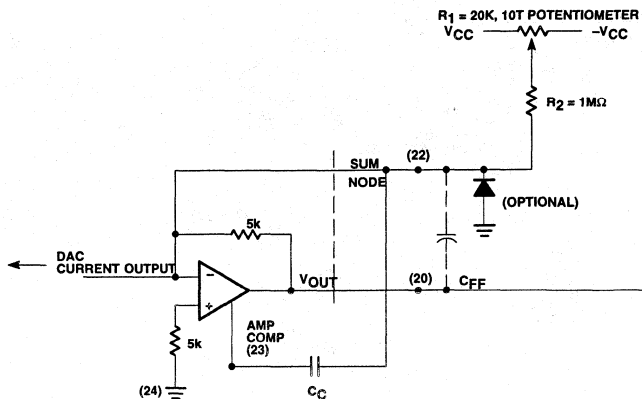 R1 = 20K, 10T POTENTIOMETER
VCC
–VCC
R2 = 1MΩ
SUM
NODE
(22)
(OPTIONAL)
5k
DAC
CURRENT OUTPUT
–
+
VOUT
(20)
CFF
5k
AMP
COMP
(23)
(24)
CC